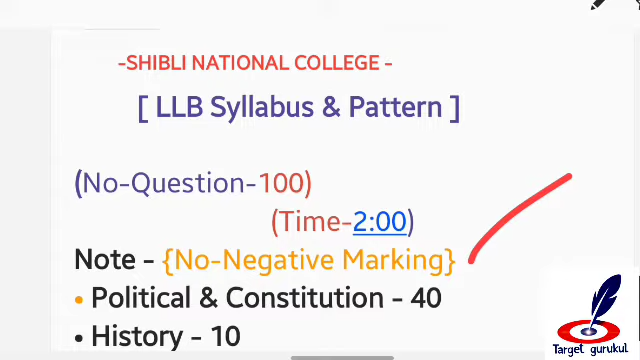 -SHIBLI NATIONAL COLLEGE -
[ LLB Syllabus & Pattern ]
(No-Question-100)
(Time-2:00)
Note - {No-Negative Marking}
• Political & Constitution - 40
• History - 10
Target gurukul